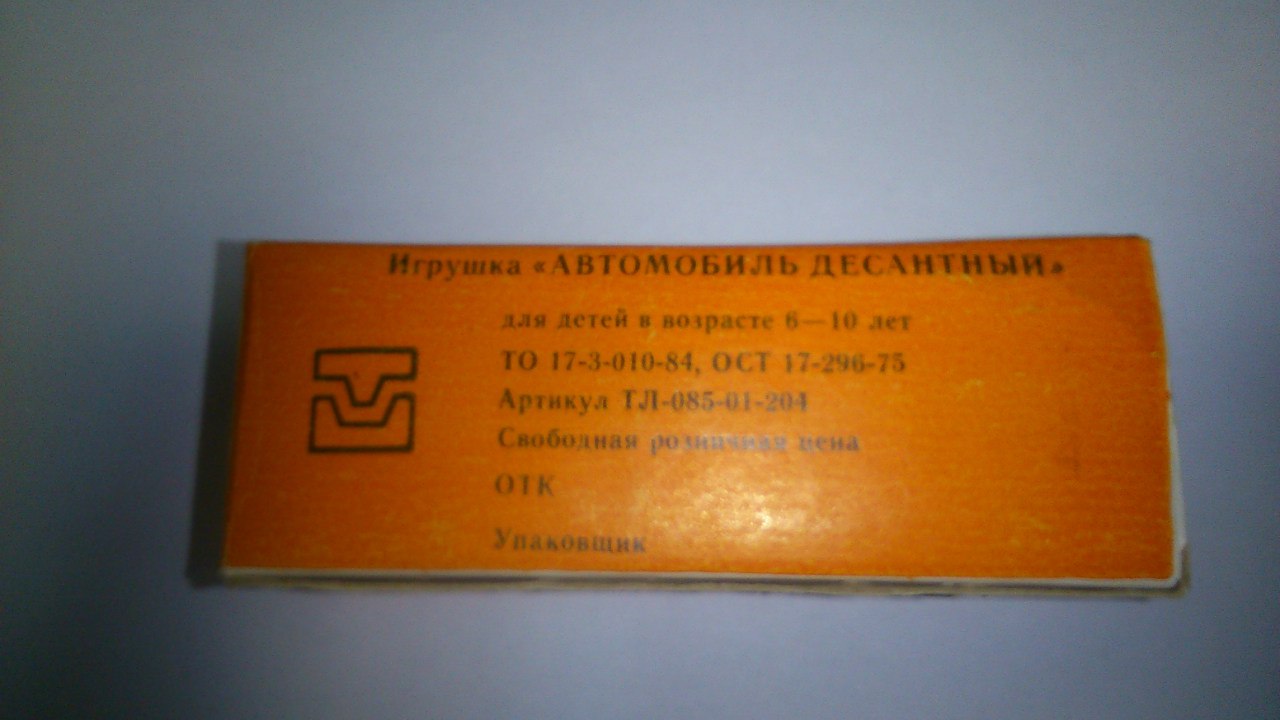 Игрушка «АВТОМОБИЛЬ ДЕСАНТНЫЙ»
для детей в возрасте 6—10 лет
ТО 17-3-010-84, ОСТ 17-296-75
Артикул ТЛ-085-01-204
Свободная розничная цена
ОТК
Упаковщик